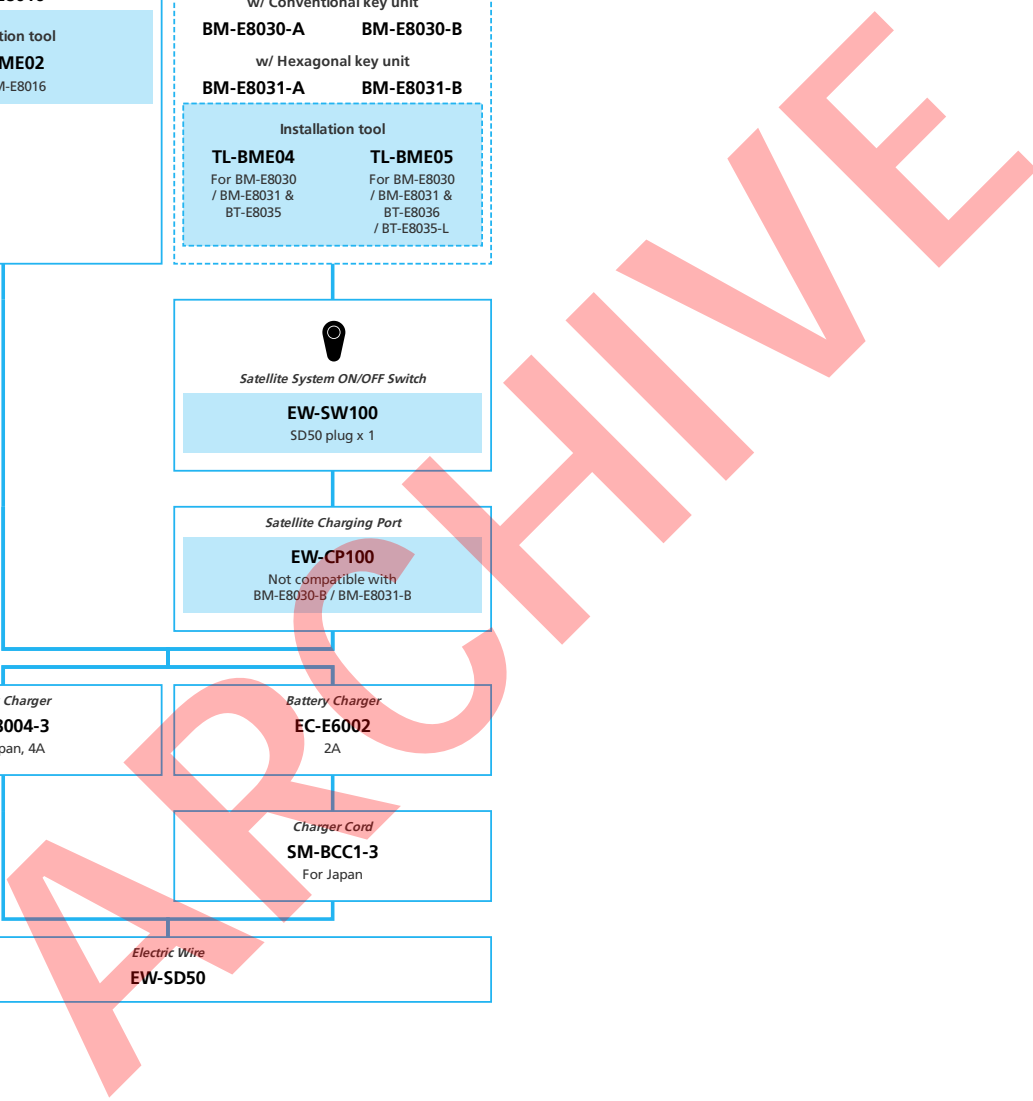 tion tool
ME02
M-E8016
w/ Conventional key unit
BM-E8030-A BM-E8030-B
w/ Hexagonal key unit
BM-E8031-A BM-E8031-B
Installation tool
TL-BME04 TL-BME05
For BM-E8030 For BM-E8030
/ BM-E8031 & / BM-E8031 &
BT-E8035 BT-E8036
/ BT-E8035-L
Satellite System ON/OFF Switch
EW-SW100
SD50 plug x 1
Satellite Charging Port
EW-CP100
Not compatible with
BM-E8030-B / BM-E8031-B
Charger
8004-3
pan, 4A
Battery Charger
EC-E6002
2A
Charger Cord
SM-BCC1-3
For Japan
Electric Wire
EW-SD50
ARCHIVE